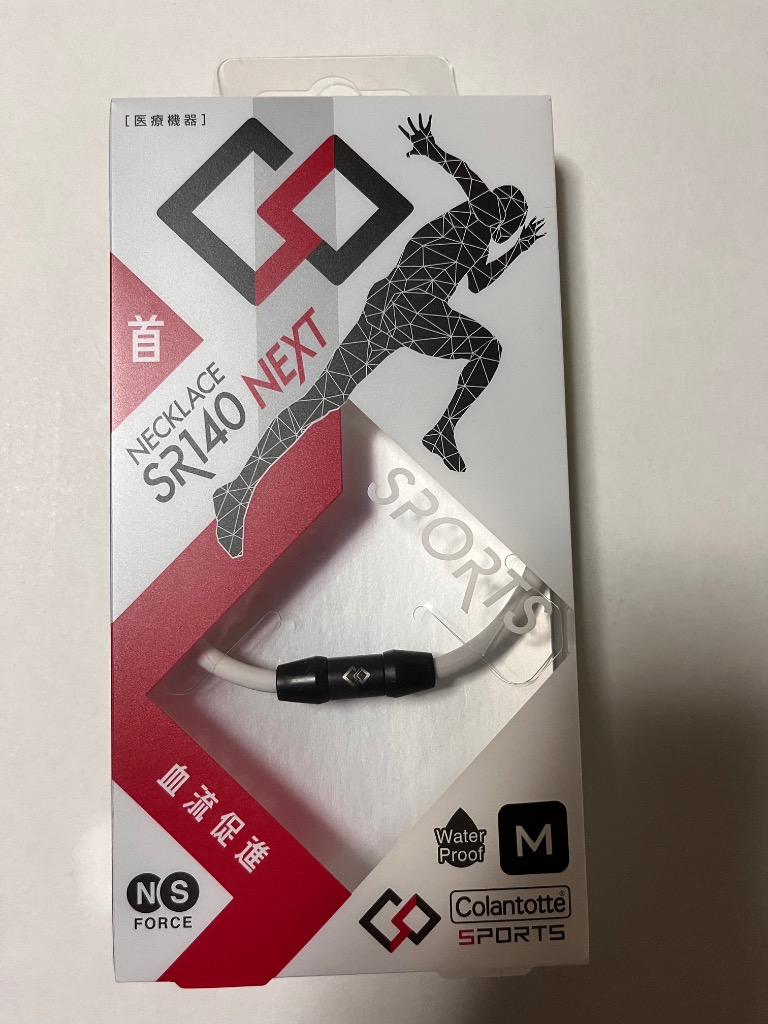 [医療機器]
首
NECKLACE
SR140 NEXT
SPORTS
血流促進
NS
FORCE
Water
Proof
M
Colantotte®
SPORTS